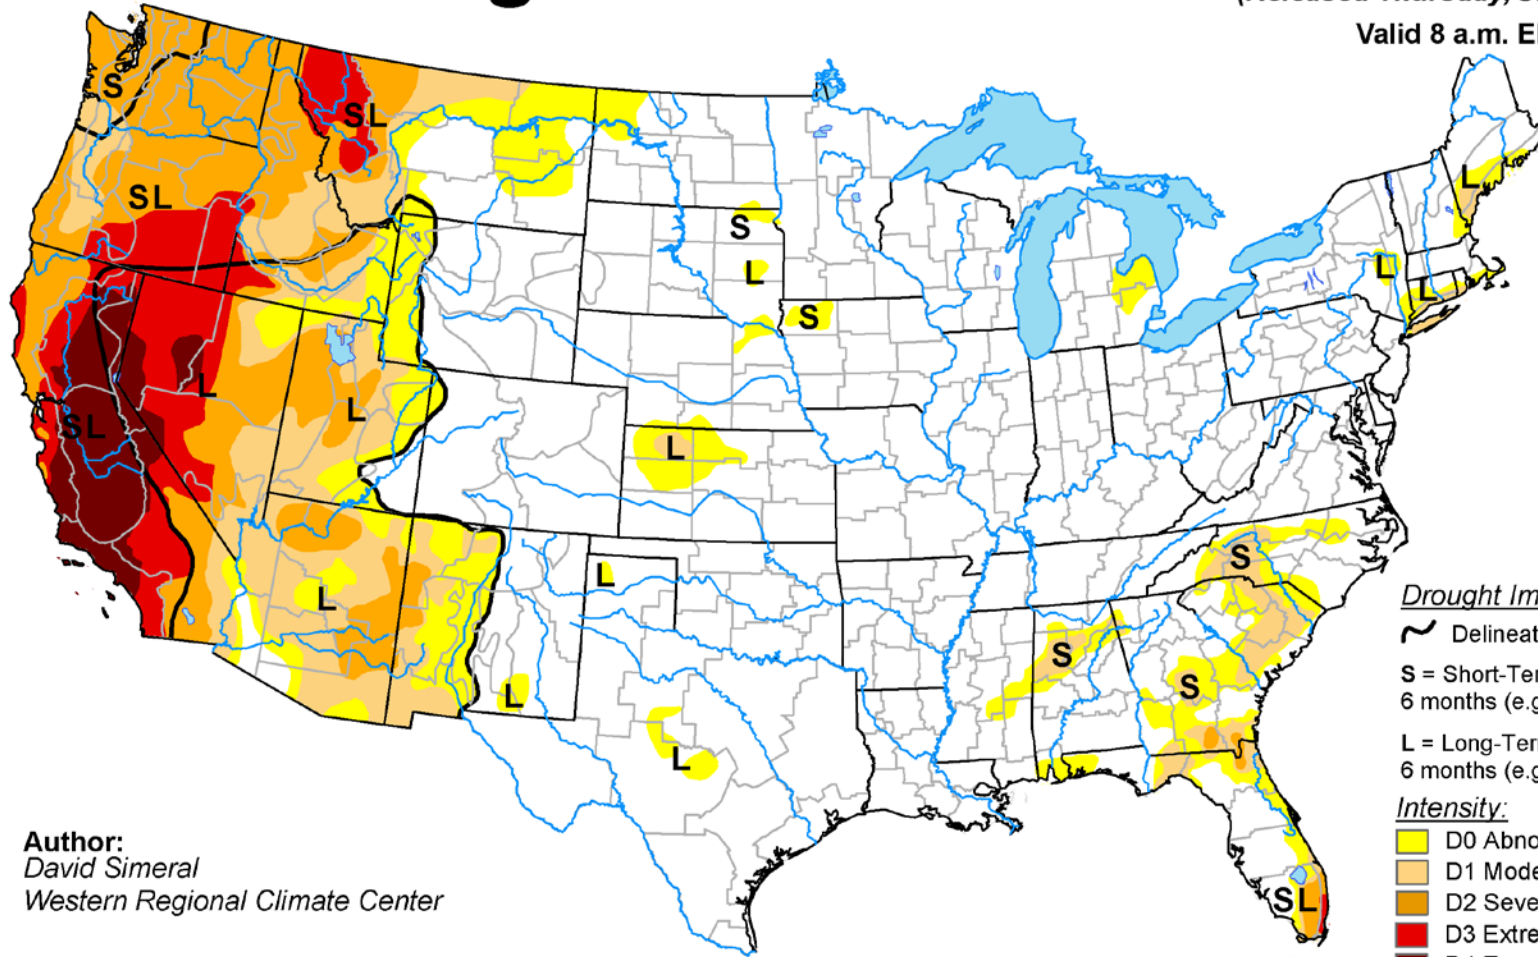 Valid 8 a.m.
S
SL
SL
L
S
L
L
L
S
L
L
SL
L
L
S
L
L
S
S
L
L
SL
Drought
Delineat
S = Short-Ter
6 months (e.g
L = Long-Ter
6 months (e.g
Intensity:
D0 Abno
D1 Mode
D2 Seve
D3 Extre
Author:
David Simeral
Western Regional Climate Center